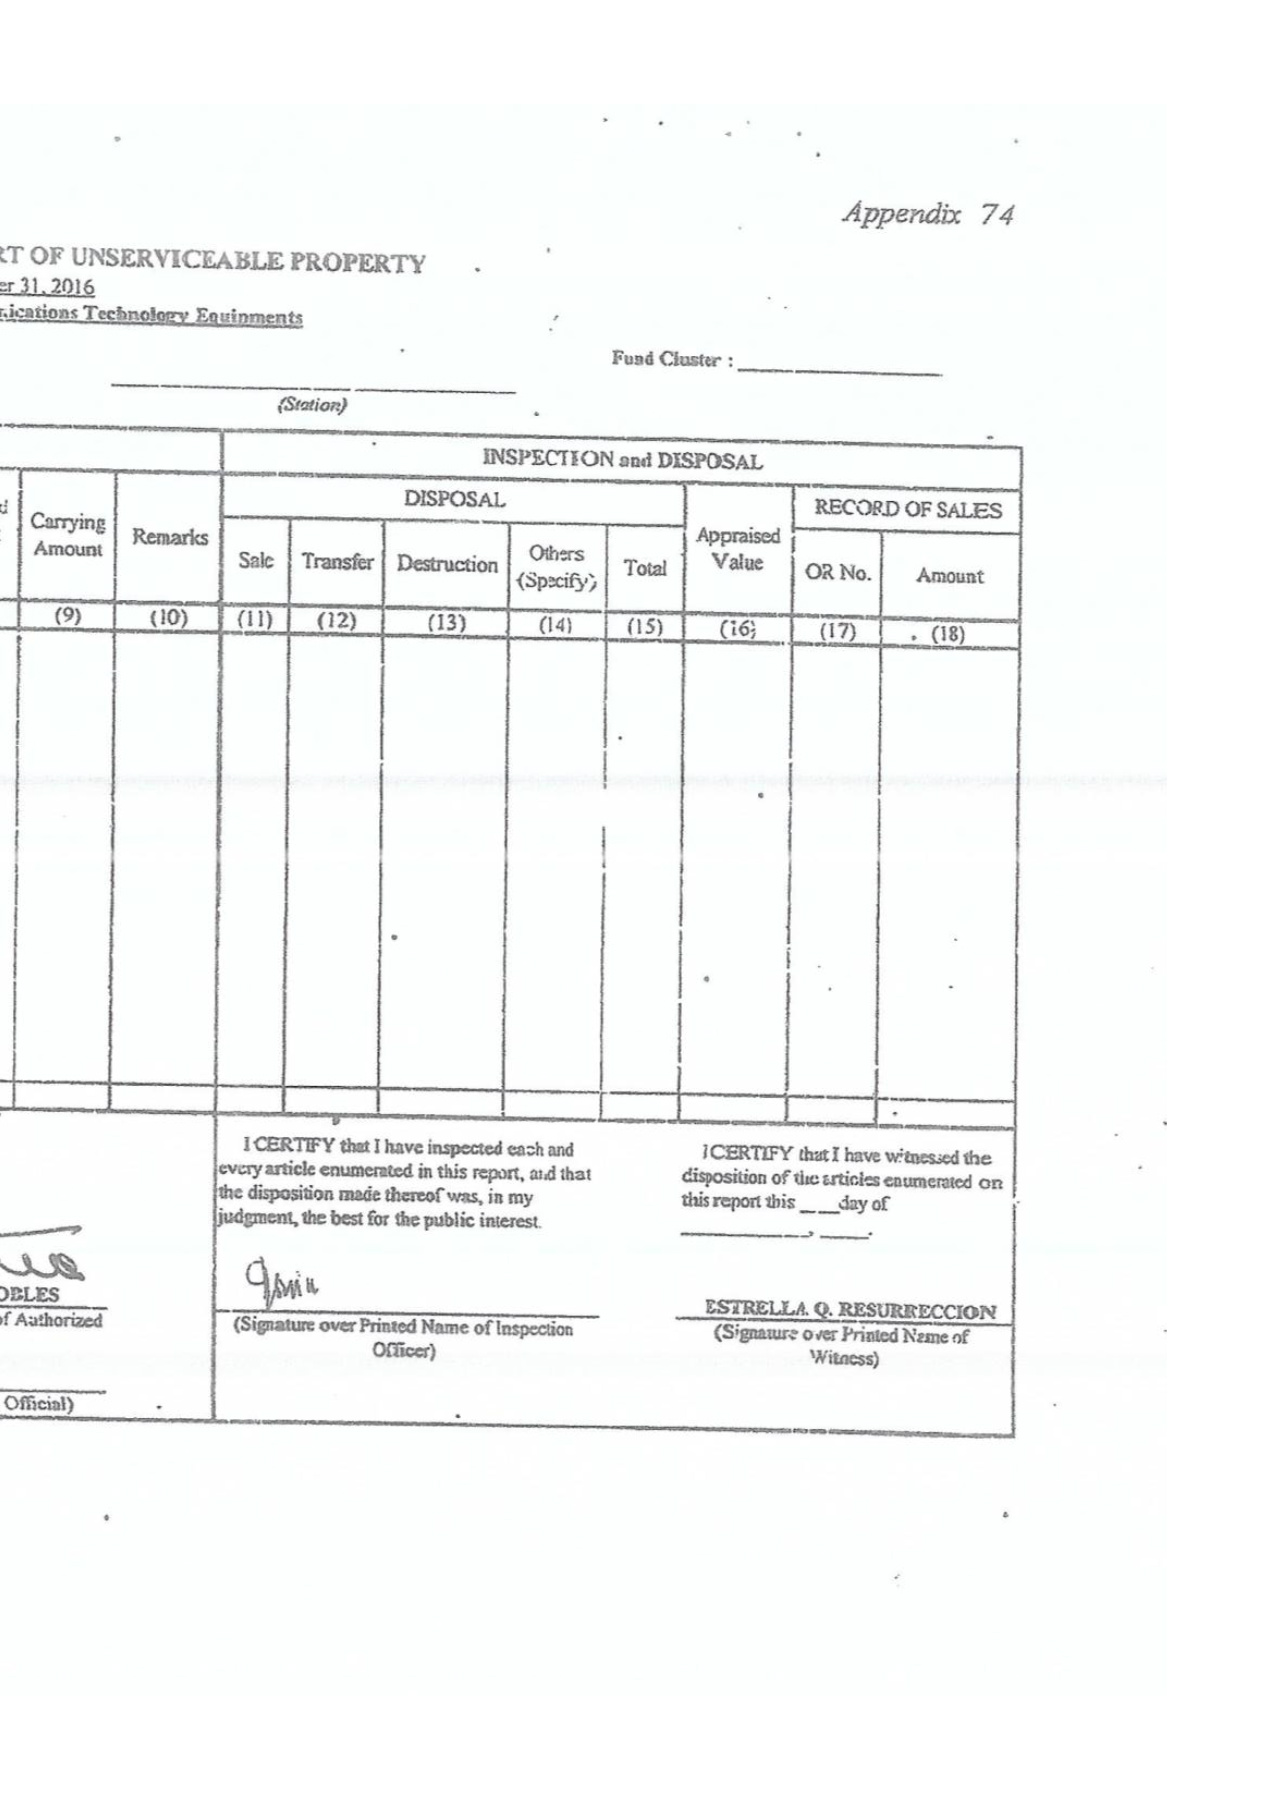 Appendix 74
RT OF UNSERVICEABLE PROPERTY
er 31, 2016
ications Technology Equipments
Fund Cluster :
(Station)
INSPECTION and DISPOSAL
DISPOSAL
RECORD OF SALES
Carrying Amount
Remarks
Sale
Transfer
Destruction
Others (Specify)
Total
Appraised Value
OR No.
Amount
(9) (10) (11) (12) (13) (14) (15) (16) (17) (18)
I CERTIFY that I have inspected each and
every article enumerated in this report, and that
the disposition made thereof was, in my
judgment, the best for the public interest.
I CERTIFY that I have witnessed the
disposition of the articles enumerated on
this report this ____day of
__________, ____.
OBLES
of Authorized
Official)
(Signature over Printed Name of Inspection
Officer)
ESTRELLA Q. RESURRECCION
(Signature over Printed Name of
Witness)